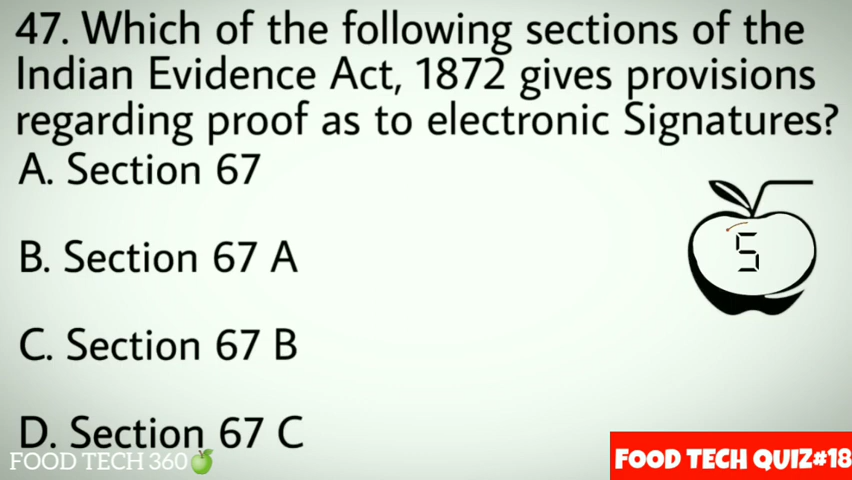 47. Which of the following sections of the
Indian Evidence Act, 1872 gives provisions
regarding proof as to electronic Signatures?
A. Section 67
B. Section 67 A
5
C. Section 67 B
D. Section 67 C
FOOD TECH 360
FOOD TECH QUIZ#18